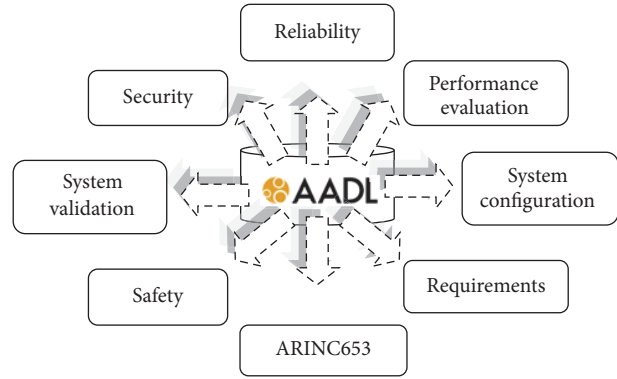 Reliability
Security
Performance
evaluation
System
validation
AADL
System
configuration
Safety
Requirements
ARINC653